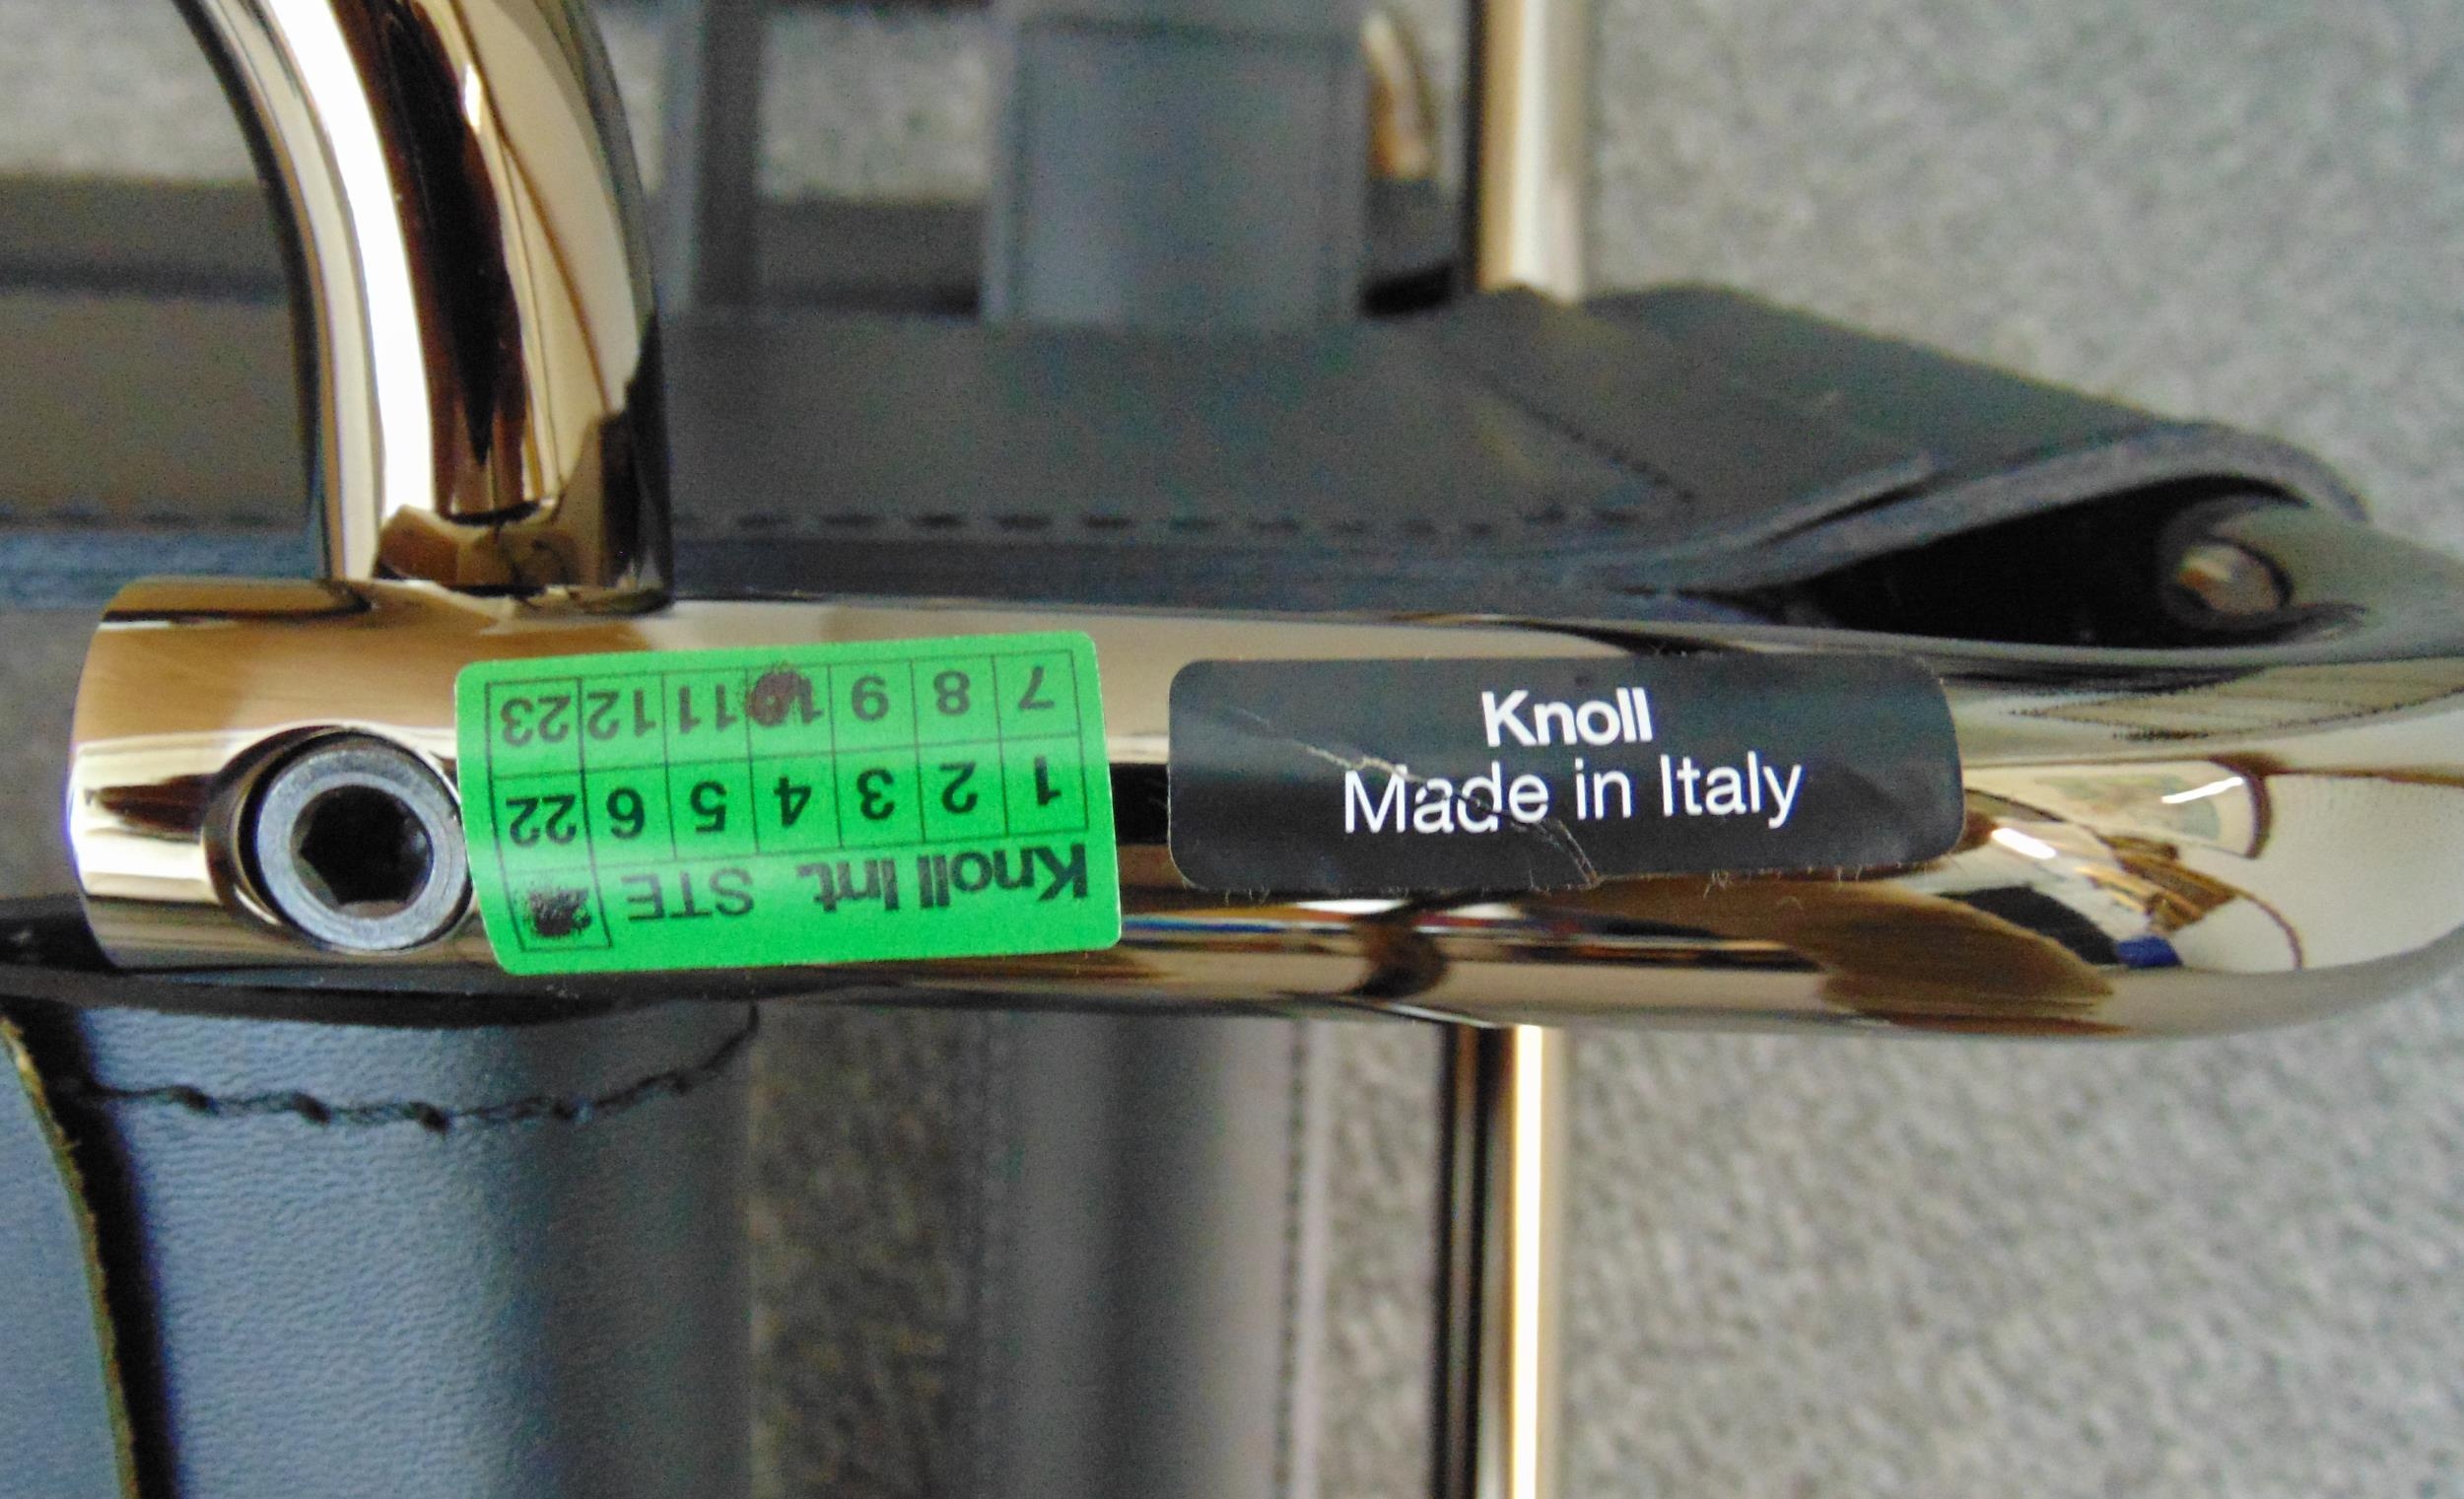 Knoll Int. STE
1 2 3 4 5 6 22
7 8 9 10 11 12 23
Knoll
Made in Italy